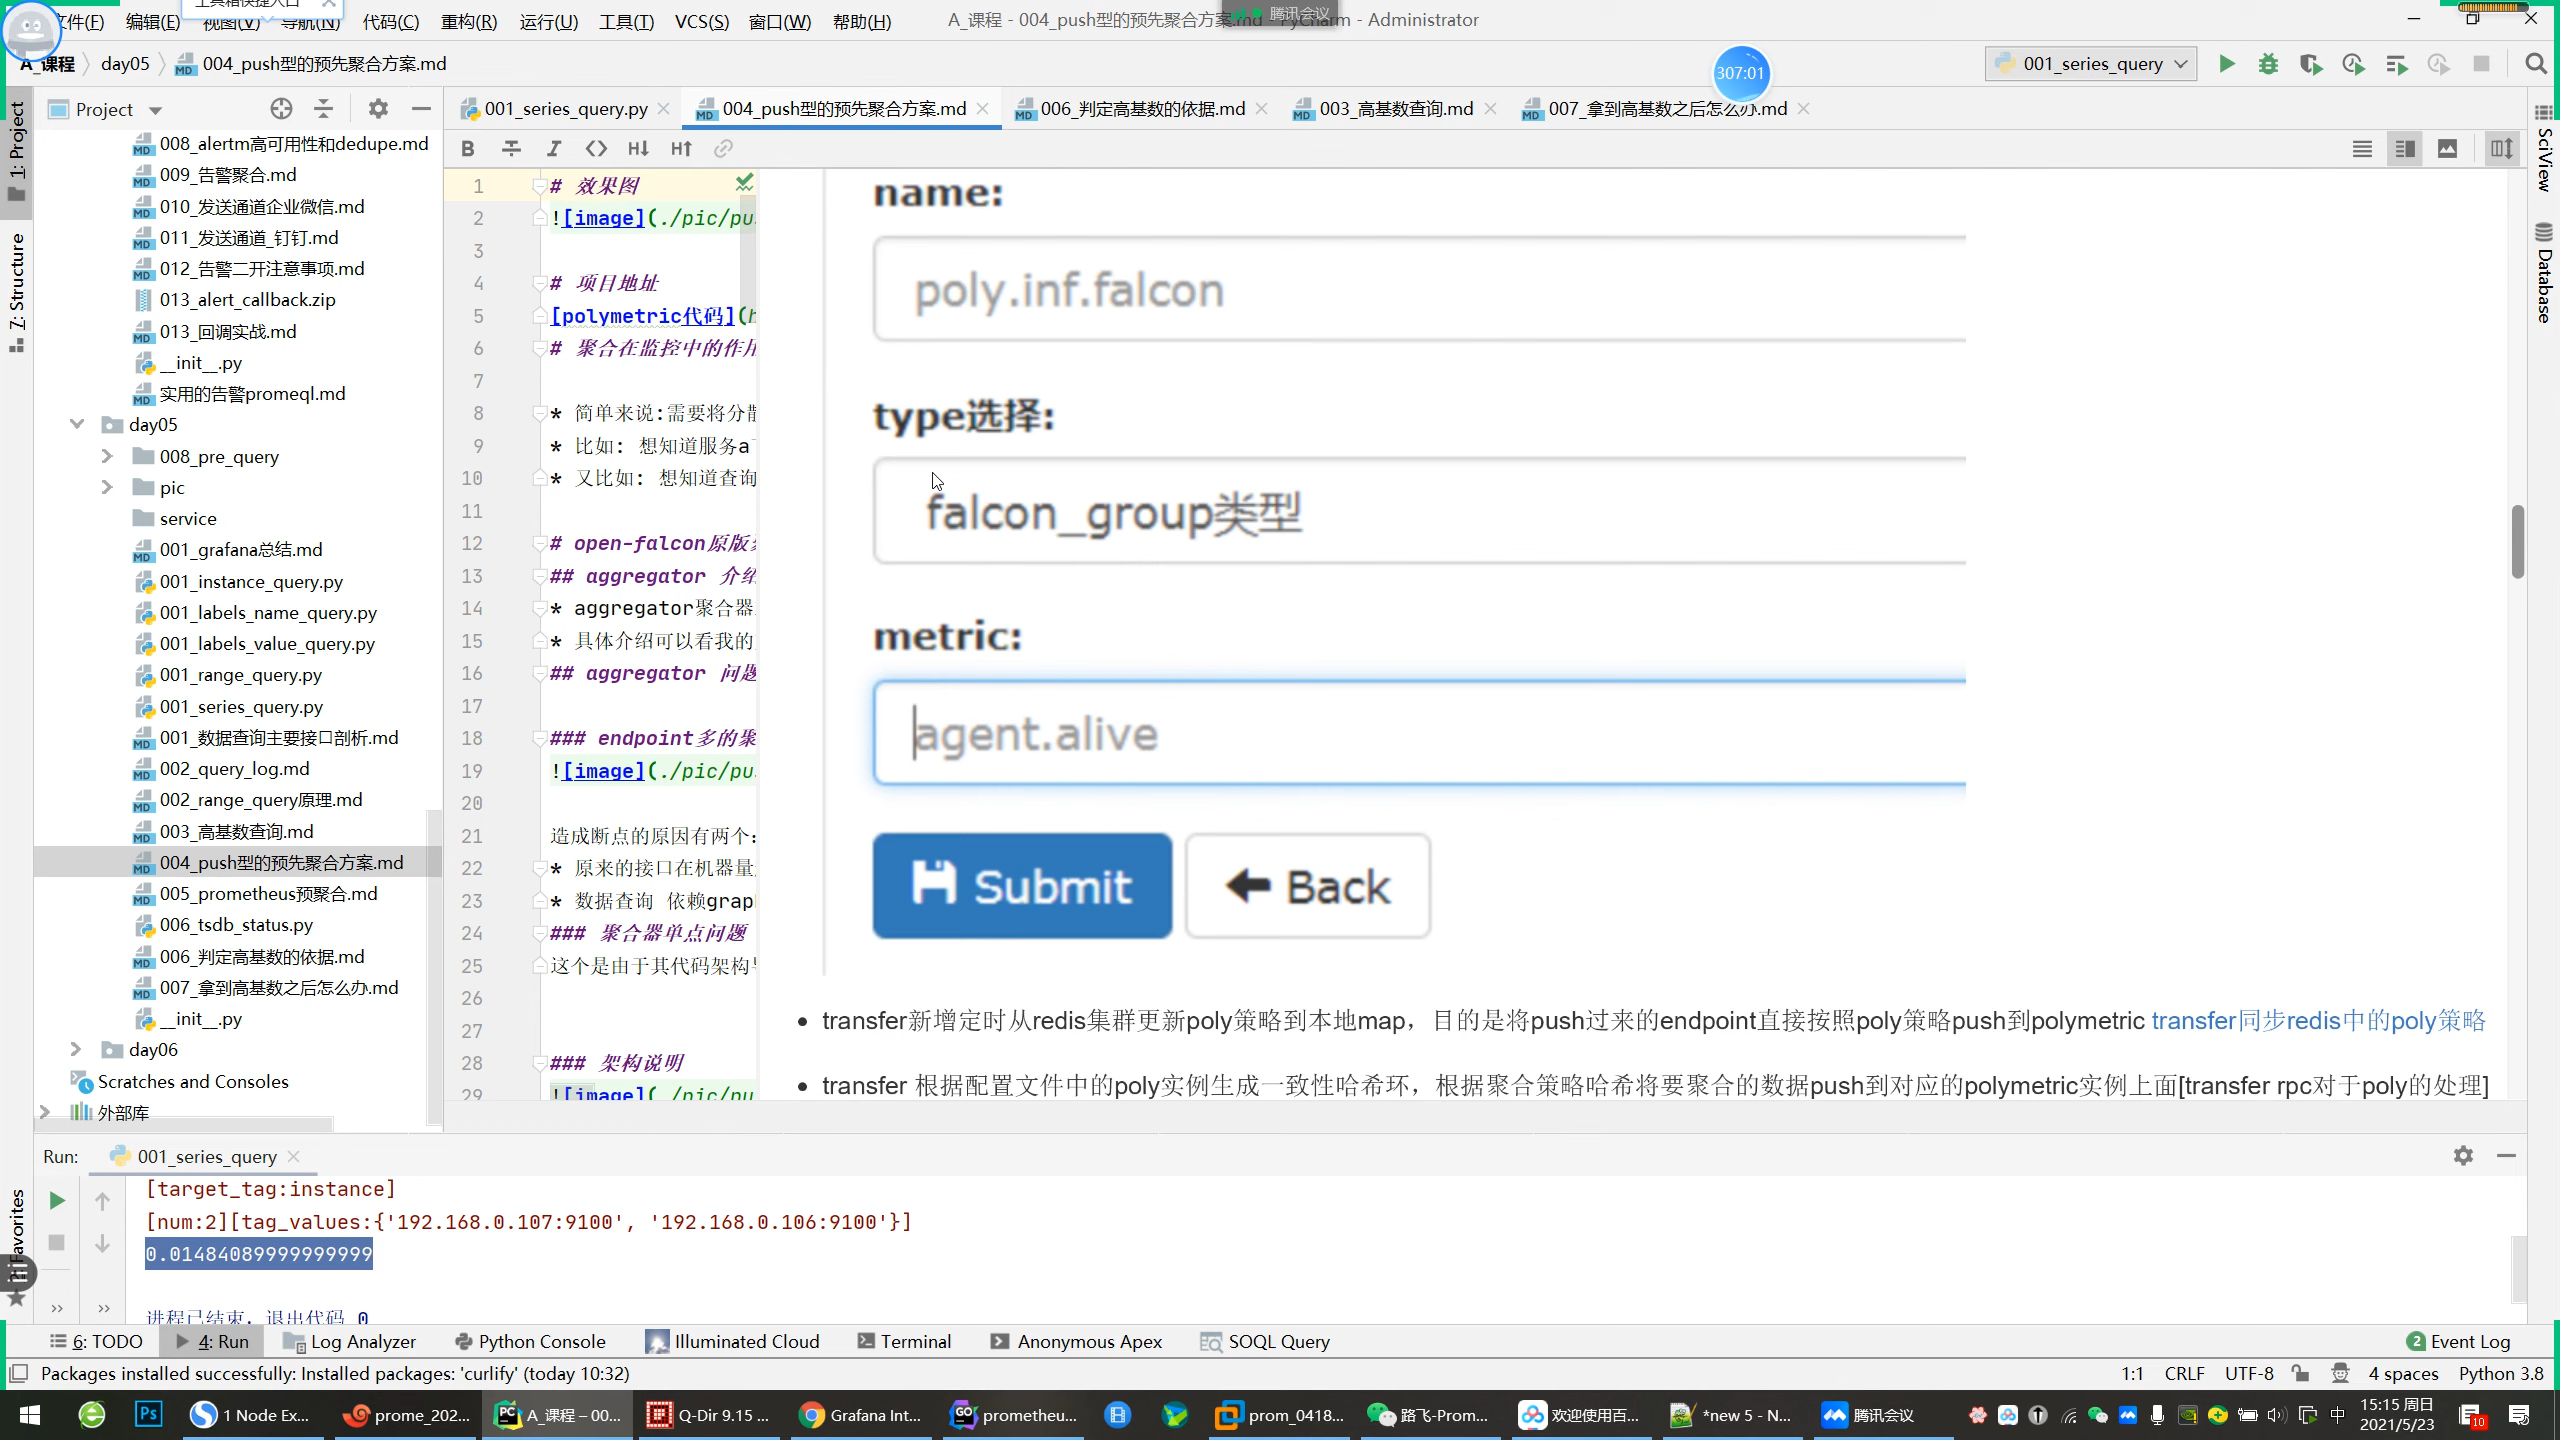 工具箱快捷入口
文件(F) 编辑(E) 视图(V) 导航(N) 代码(C) 重构(R) 运行(U) 工具(T) VCS(S) 窗口(W) 帮助(H)
A_课程 - 004_push型的预先聚合方案.md - PyCharm - Administrator
腾讯会议
A_课程 day05 004_push型的预先聚合方案.md
307:01
001_series_query
1: Project
7: Structure
Favorites
SciView
Database
Project
001_series_query.py
004_push型的预先聚合方案.md
006_判定高基数的依据.md
003_高基数查询.md
007_拿到高基数之后怎么办.md
008_alertm高可用性和dedupe.md
009_告警聚合.md
010_发送通道企业微信.md
011_发送通道_钉钉.md
012_告警二开注意事项.md
013_alert_callback.zip
013_回调实战.md
__init__.py
实用的告警promeql.md
day05
008_pre_query
pic
service
001_grafana总结.md
001_instance_query.py
001_labels_name_query.py
001_labels_value_query.py
001_range_query.py
001_series_query.py
001_数据查询主要接口剖析.md
002_query_log.md
002_range_query原理.md
003_高基数查询.md
004_push型的预先聚合方案.md
005_prometheus预聚合.md
006_tsdb_status.py
006_判定高基数的依据.md
007_拿到高基数之后怎么办.md
__init__.py
day06
Scratches and Consoles
外部库
1 # 效果图
2 ![image](./pic/pu
3
4 # 项目地址
5 [polymetric代码](h
6 # 聚合在监控中的作用
7
8 * 简单来说:需要将分散
9 * 比如: 想知道服务a
10 * 又比如: 想知道查询
11
12 # open-falcon原版
13 ## aggregator 介绍
14 * aggregator聚合器
15 * 具体介绍可以看我的
16 ## aggregator 问题
17
18 ### endpoint多的聚
19 ![image](./pic/pu
20
21 造成断点的原因有两个:
22 * 原来的接口在机器量
23 * 数据查询 依赖grap
24 ### 聚合器单点问题
25 这个是由于其代码架构
26
27
28 ### 架构说明
29 ![image](./pic/pu
name:
poly.inf.falcon
type选择:
falcon_group类型
metric:
agent.alive
Submit Back
• transfer新增定时从redis集群更新poly策略到本地map，目的是将push过来的endpoint直接按照poly策略push到polymetric transfer同步redis中的poly策略
• transfer 根据配置文件中的poly实例生成一致性哈希环，根据聚合策略哈希将要聚合的数据push到对应的polymetric实例上面[transfer rpc对于poly的处理]
Run: 001_series_query
[target_tag:instance]
[num:2][tag_values:{'192.168.0.107:9100', '192.168.0.106:9100'}]
0.01484089999999999
进程已结束，退出代码 0
6: TODO 4: Run Log Analyzer Python Console Illuminated Cloud Terminal Anonymous Apex SOQL Query 2 Event Log
Packages installed successfully: Installed packages: 'curlify' (today 10:32)
1:1 CRLF UTF-8 4 spaces Python 3.8
Ps
1 Node Ex...
prome_202...
A_课程 – 00...
Q-Dir 9.15 ...
Grafana Int...
prometheu...
prom_0418...
路飞-Prom...
欢迎使用百...
*new 5 - N...
腾讯会议
中
15:15 周日
2021/5/23
10